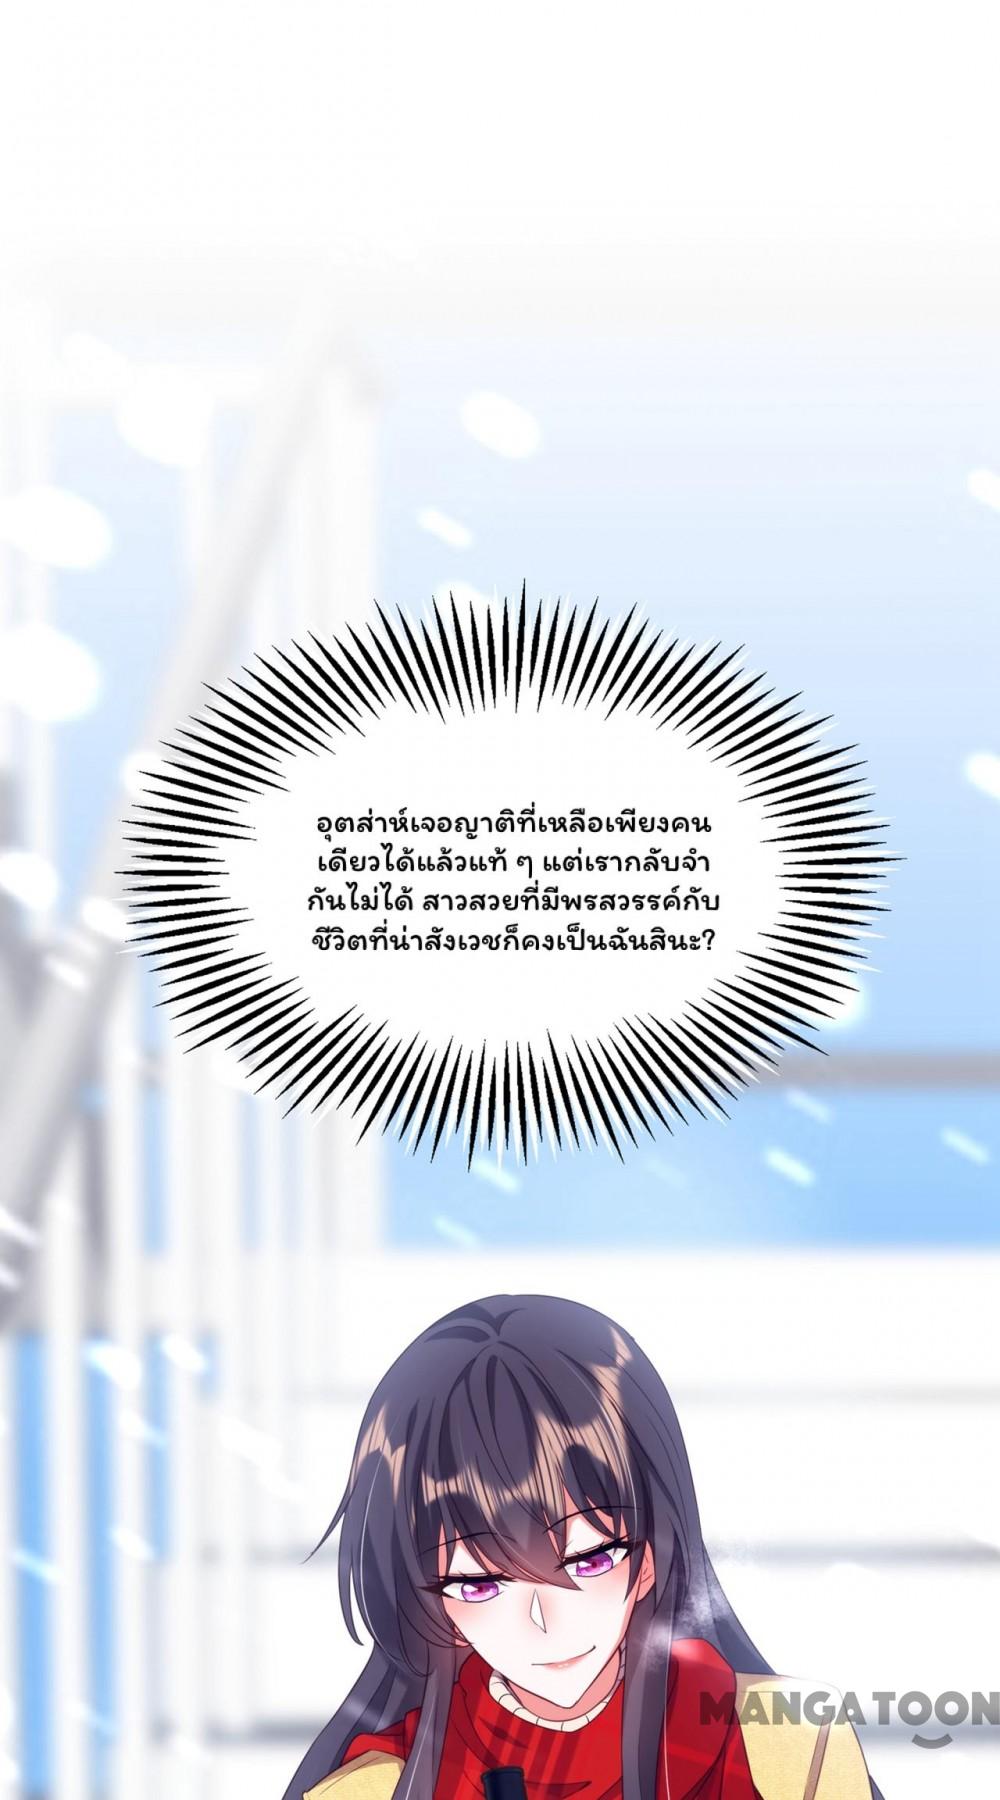 อุตส่าห์เจอญาติที่เหลือเพียงคน
เดียวได้แล้วแท้ ๆ แต่เรากลับจำ
กันไม่ได้ สาวสวยที่มีพรสวรรค์กับ
ชีวิตที่น่าสังเวชก็คงเป็นฉันสินะ?
MANGATOON